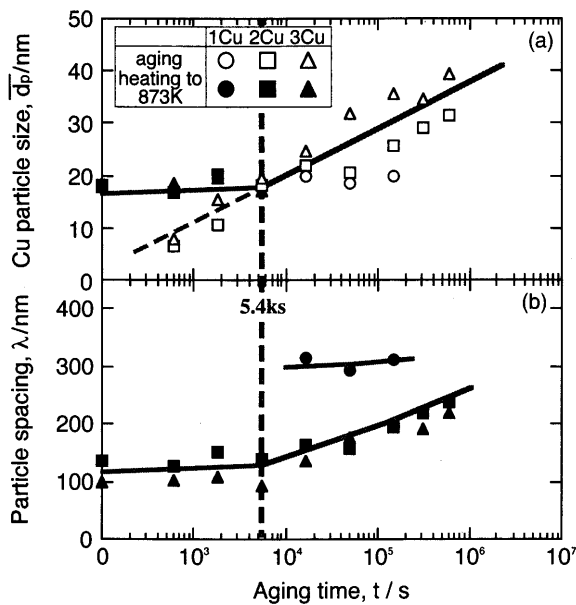 50
40
30
20
10
0
Cu particle size, d̅p/nm
1Cu 2Cu 3Cu
aging
heating to
873K
(a)
5.4ks
(b)
400
300
200
100
0
Particle spacing, λ/nm
0 10³ 10⁴ 10⁵ 10⁶ 10⁷
Aging time, t / s